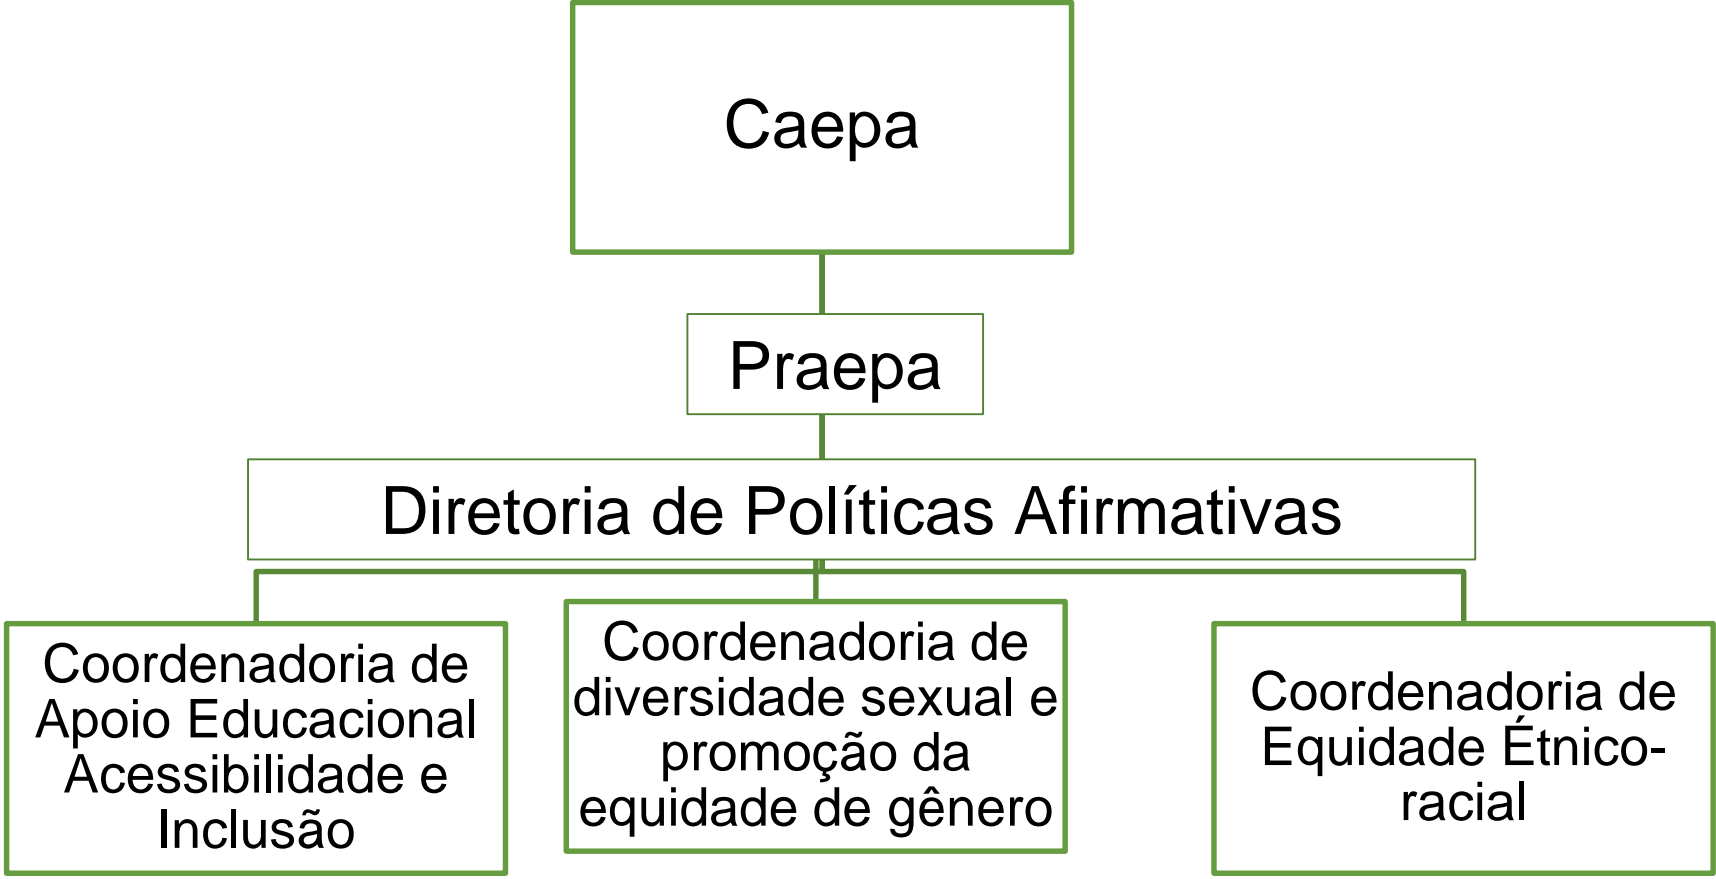 Caepa
Praepa
Diretoria de Políticas Afirmativas
Coordenadoria de
Apoio Educacional
Acessibilidade e
Inclusão
Coordenadoria de
diversidade sexual e
promoção da
equidade de gênero
Coordenadoria de
Equidade Étnico-
racial